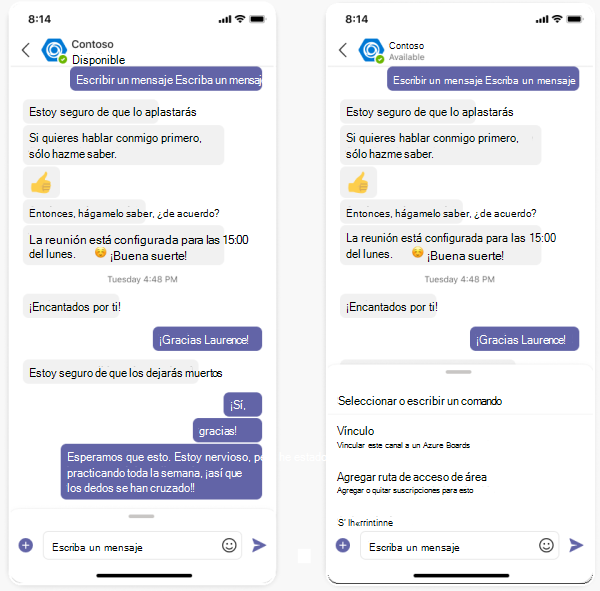 8:14
Contoso
Disponible
Escribir un mensaje Escriba un mensaje
Estoy seguro de que lo aplastarás
Si quieres hablar conmigo primero,
sólo hazme saber.
Entonces, hágamelo saber, ¿de acuerdo?
La reunión está configurada para las 15:00
del lunes. ¡Buena suerte!
Tuesday 4:48 PM
¡Encantados por ti!
¡Gracias Laurence!
Estoy seguro de que los dejarás muertos
¡Sí,
gracias!
Esperamos que esto. Estoy nervioso, pero he estado
practicando toda la semana, ¡así que
los dedos se han cruzado!!
Escriba un mensaje
8:14
Contoso
Available
Escribir un mensaje Escriba un mensaje
Estoy seguro de que lo aplastarás
Si quieres hablar conmigo primero,
sólo hazme saber.
Entonces, hágamelo saber, ¿de acuerdo?
La reunión está configurada para las 15:00
del lunes. ¡Buena suerte!
Tuesday 4:48 PM
¡Encantados por ti!
¡Gracias Laurence!
Seleccionar o escribir un comando
Vínculo
Vincular este canal a un Azure Boards
Agregar ruta de acceso de área
Agregar o quitar suscripciones para esto
Escriba un mensaje